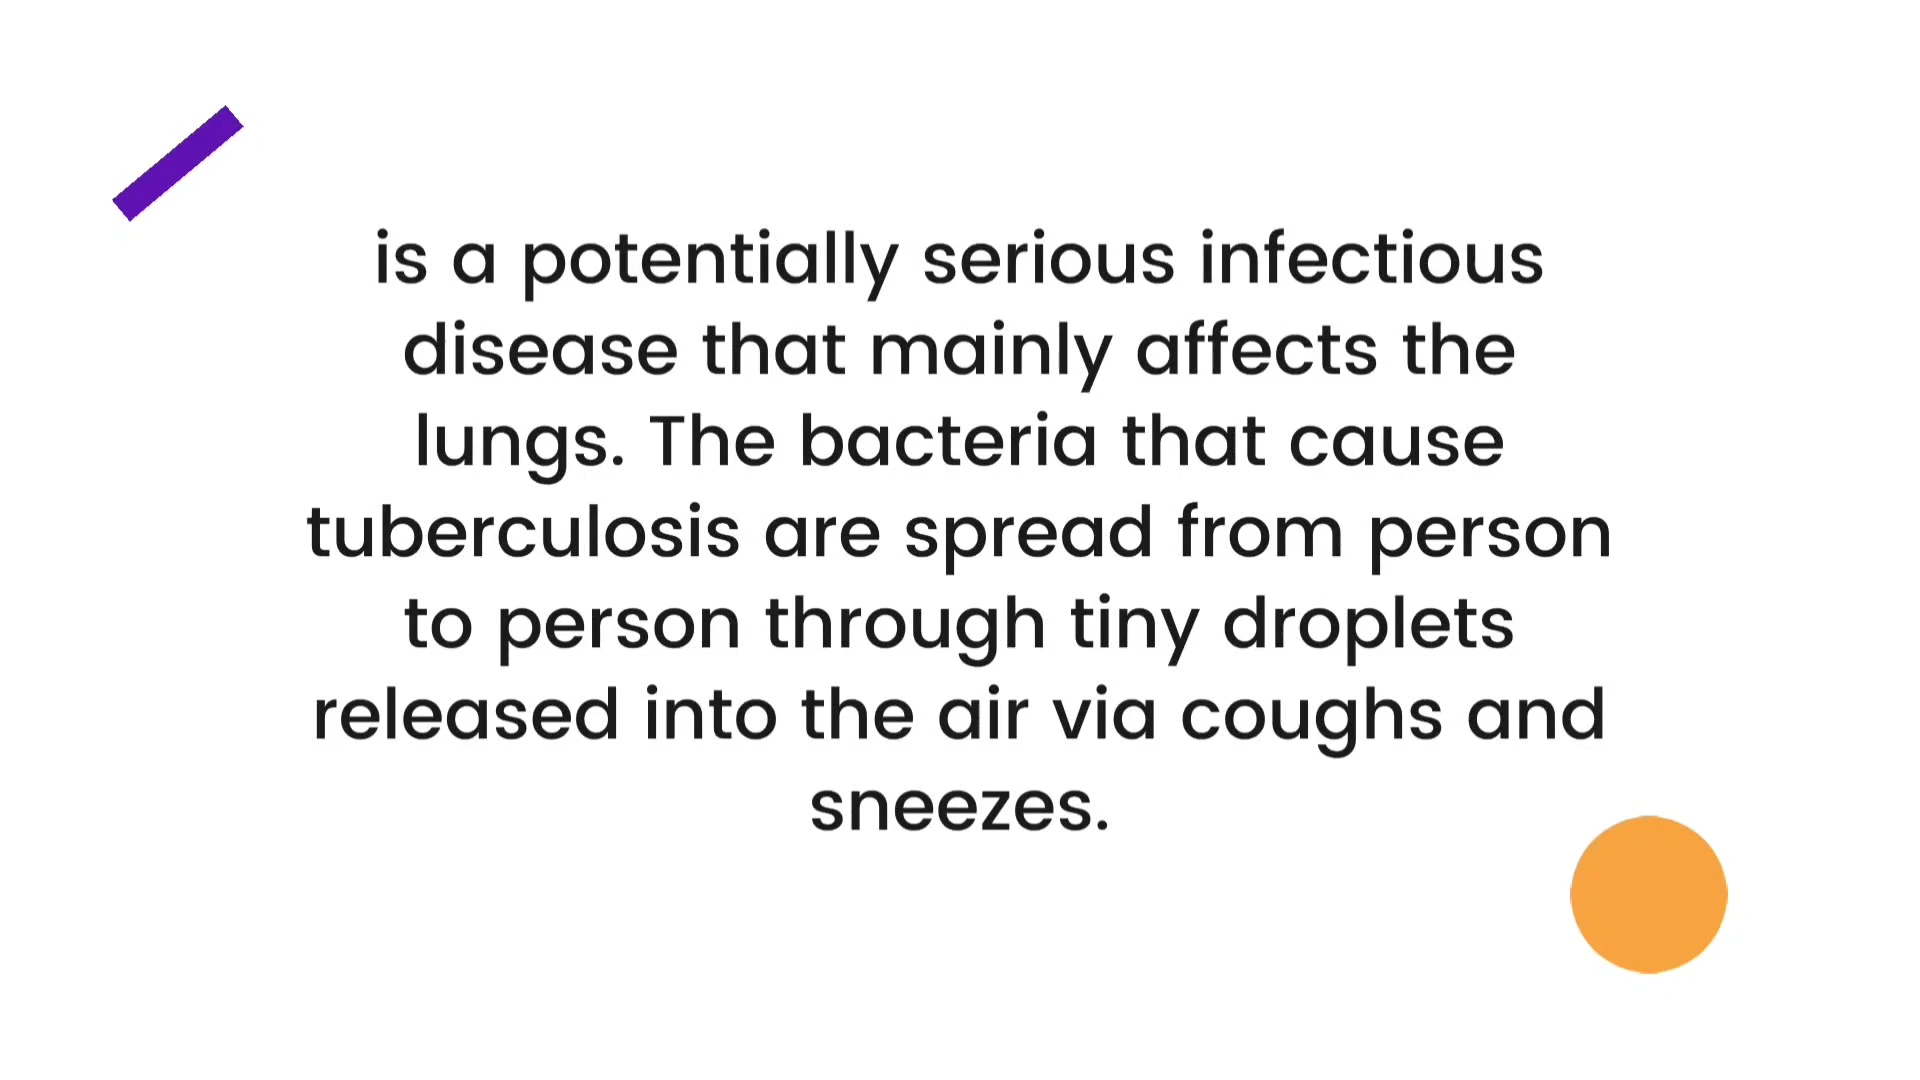 is a potentially serious infectious
disease that mainly affects the
lungs. The bacteria that cause
tuberculosis are spread from person
to person through tiny droplets
released into the air via coughs and
sneezes.